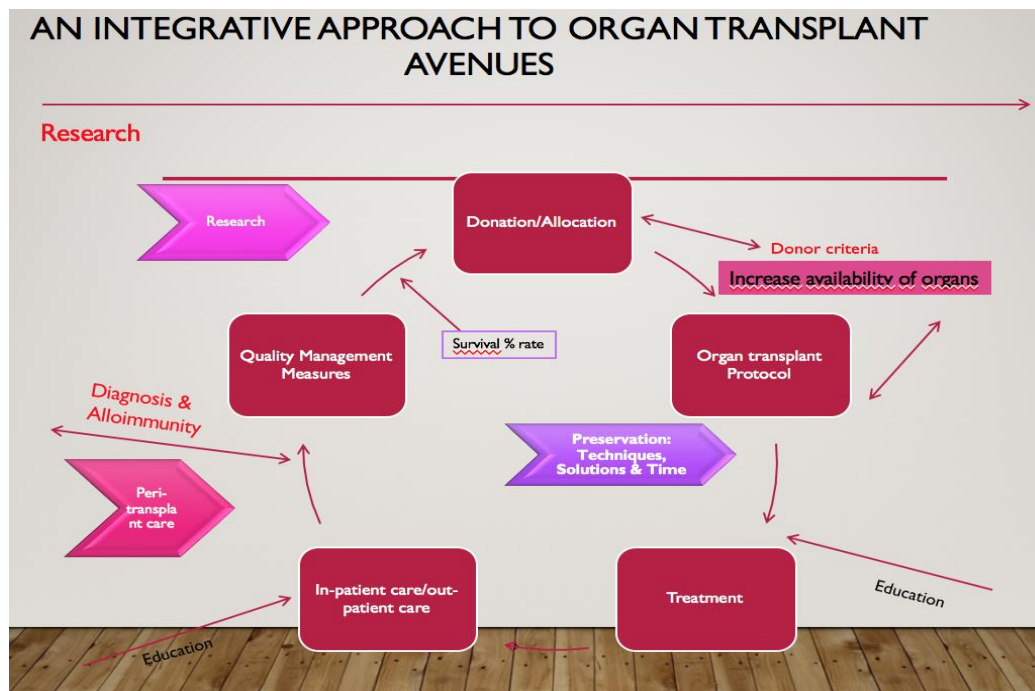 AN INTEGRATIVE APPROACH TO ORGAN TRANSPLANT
AVENUES
Research
Research
Donation/Allocation
Donor criteria
Increase availability of organs
Survival % rate
Quality Management
Measures
Organ transplant
Protocol
Diagnosis &
Alloimmunity
Preservation:
Techniques,
Solutions & Time
Peri-
transpla
nt care
In-patient care/out-
patient care
Treatment
Education
Education